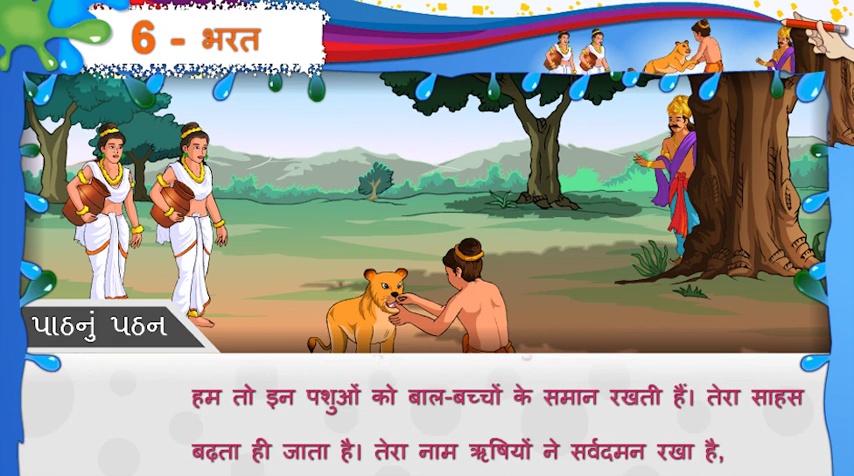 6 - भरत
પાઠનું પઠન
हम तो इन पशुओं को बाल-बच्चों के समान रखती हैं। तेरा साहस
बढ़ता ही जाता है। तेरा नाम ऋषियों ने सर्वदमन रखा है,